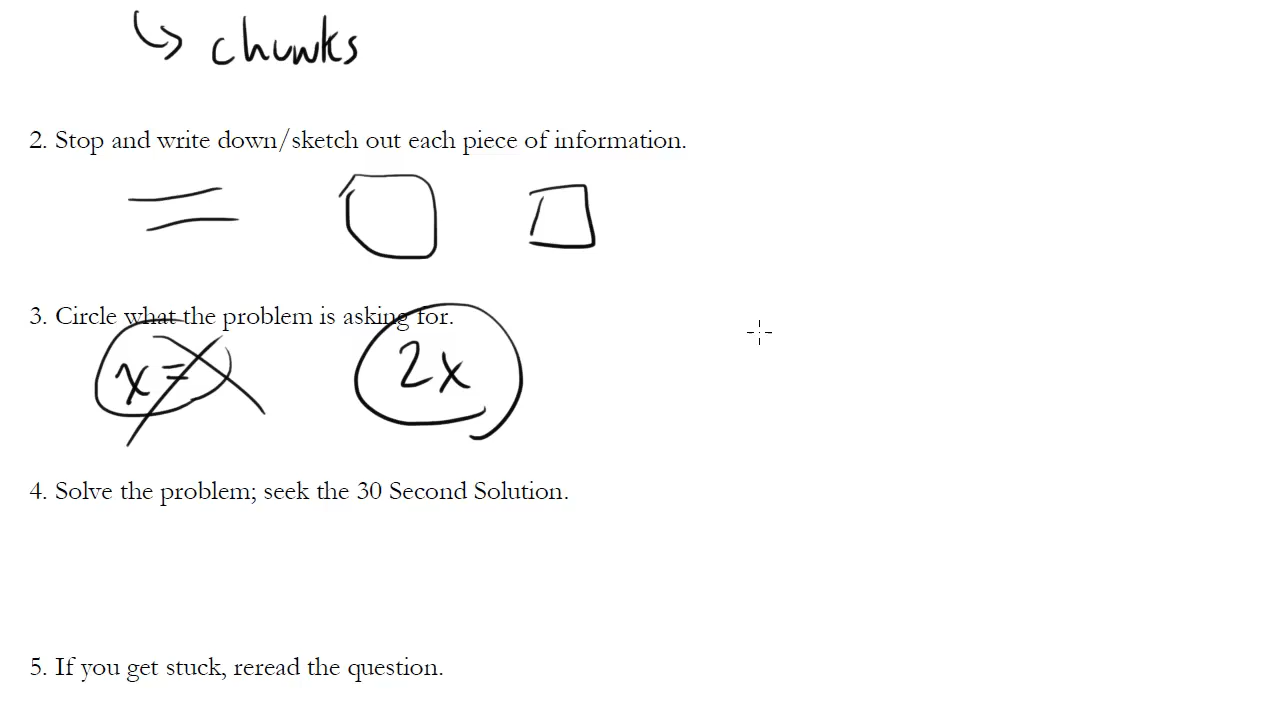 ↳ chunks
2. Stop and write down/sketch out each piece of information.
3. Circle what the problem is asking for.
x= 2x
4. Solve the problem; seek the 30 Second Solution.
5. If you get stuck, reread the question.